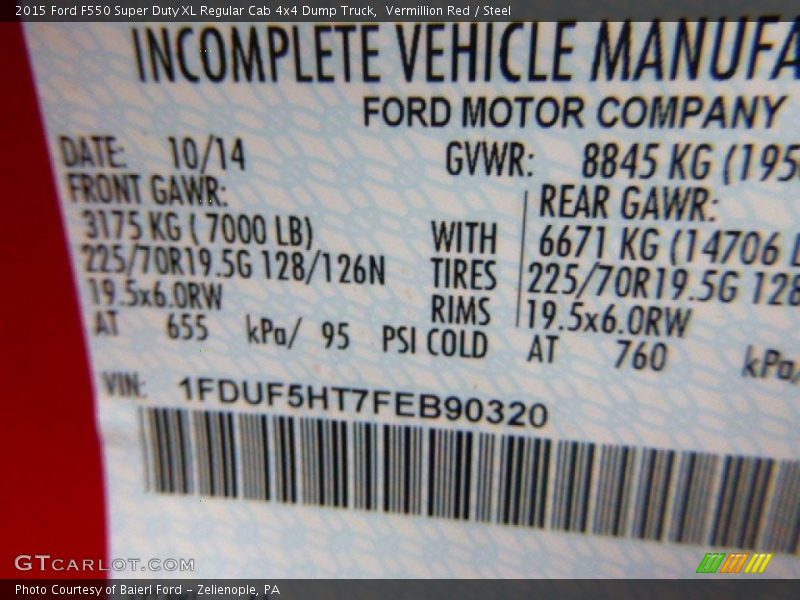 2015 Ford F550 Super Duty XL Regular Cab 4x4 Dump Truck, Vermillion Red / Steel
INCOMPLETE VEHICLE MANUFA
FORD MOTOR COMPANY
DATE: 10/14 GVWR: 8845 KG (195
FRONT GAWR: REAR GAWR:
3175 KG ( 7000 LB) WITH 6671 KG (14706 L
225/70R19.5G 128/126N TIRES 225/70R19.5G 128
19.5x6.0RW RIMS 19.5x6.0RW
AT 655 kPa/ 95 PSI COLD AT 760 kPa/
VIN: 1FDUF5HT7FEB90320
GTCARLOT.COM
Photo Courtesy of Baierl Ford - Zelienople, PA